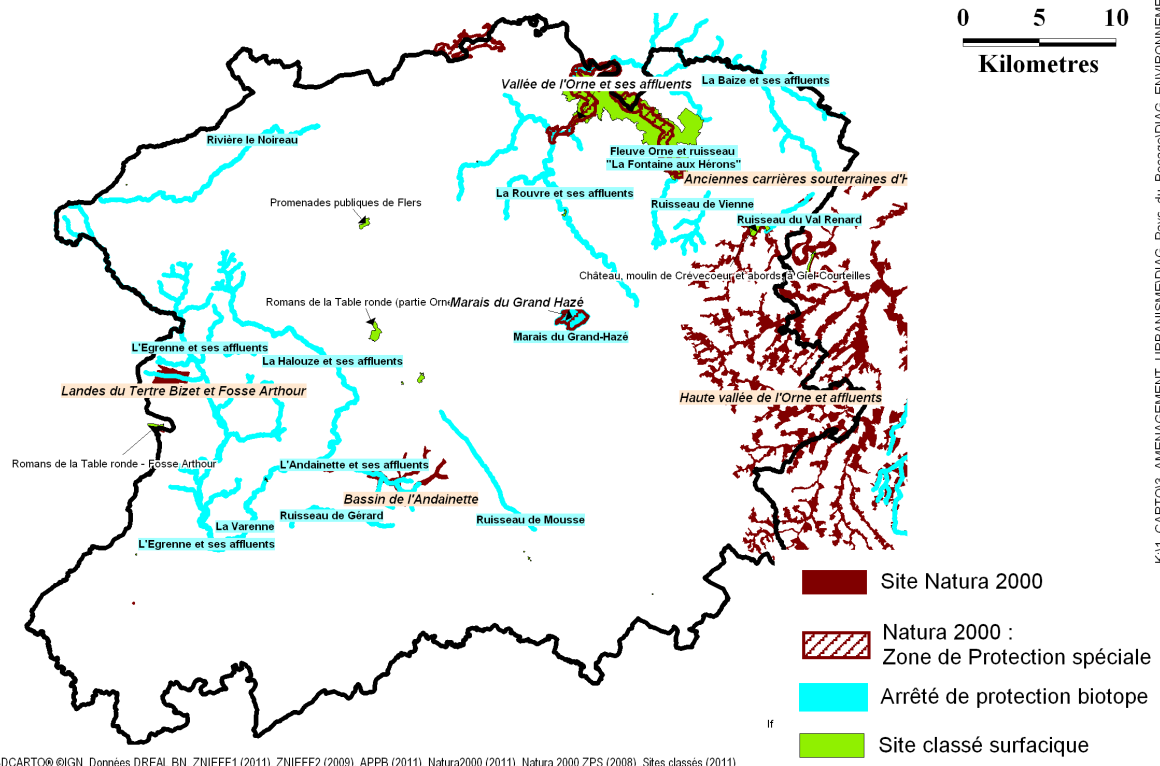 0 5 10
Kilometres
Vallée de l'Orne et ses affluents
La Baize et ses affluents
Rivière le Noireau
Fleuve Orne et ruisseau
"La Fontaine aux Hérons"
Anciennes carrières souterraines d'H
La Rouvre et ses affluents
Promenades publiques de Flers
Ruisseau de Vienne
Ruisseau du Val Renard
Château, moulin de Crèvecoeur et abords, à Giel-Courteilles
Romans de la Table ronde (partie Orne
Marais du Grand Hazé
Marais du Grand-Hazé
L'Egrenne et ses affluents
La Halouze et ses affluents
Landes du Tertre Bizet et Fosse Arthour
Haute vallée de l'Orne et affluents
Romans de la Table ronde - Fosse Arthour
L'Andainette et ses affluents
Bassin de l'Andainette
Ruisseau de Gérard
Ruisseau de Mousse
La Varenne
L'Egrenne et ses affluents
Site Natura 2000
Natura 2000 :
Zone de Protection spéciale
Arrêté de protection biotope
Site classé surfacique
lf
BDCARTO® ©IGN, Données DREAL BN, ZNIEFF1 (2011), ZNIEFF2 (2009), APPB (2011), Natura2000 (2011), Natura 2000 ZPS (2008), Sites classés (2011)